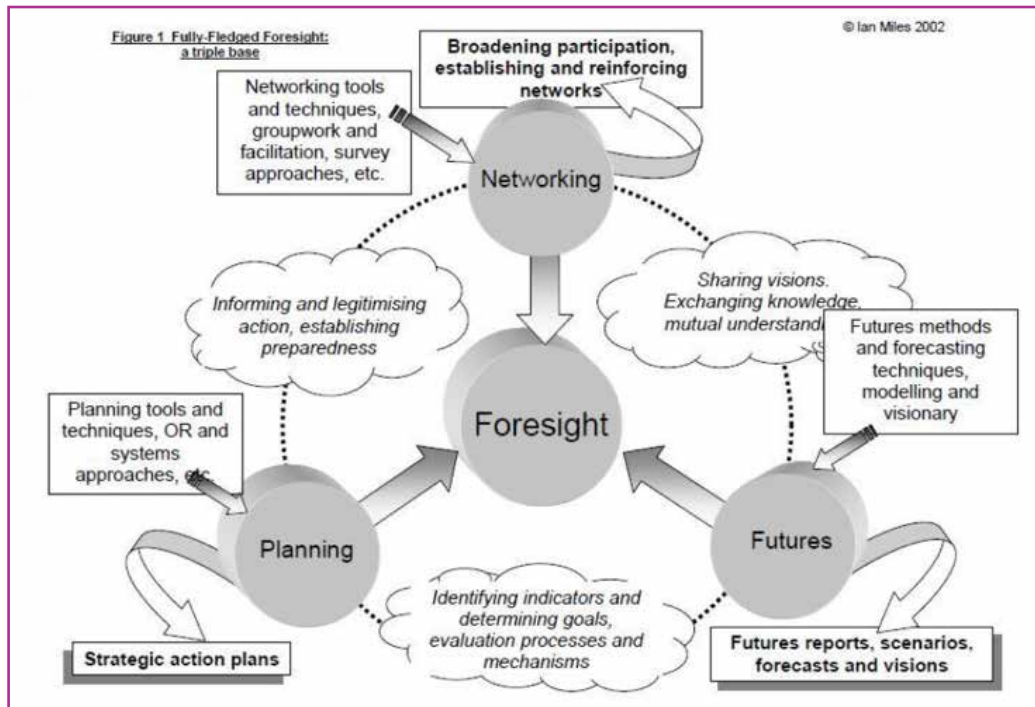 Figure 1 Fully-Fledged Foresight:
a triple base
© Ian Miles 2002
Broadening participation,
establishing and reinforcing
networks
Networking tools
and techniques,
groupwork and
facilitation, survey
approaches, etc.
Networking
Informing and legitimising
action, establishing
preparedness
Sharing visions.
Exchanging knowledge,
mutual understandi
Futures methods
and forecasting
techniques,
modelling and
visionary
Foresight
Planning tools and
techniques, OR and
systems
approaches, etc.
Planning
Futures
Identifying indicators and
determining goals,
evaluation processes and
mechanisms
Strategic action plans
Futures reports, scenarios,
forecasts and visions